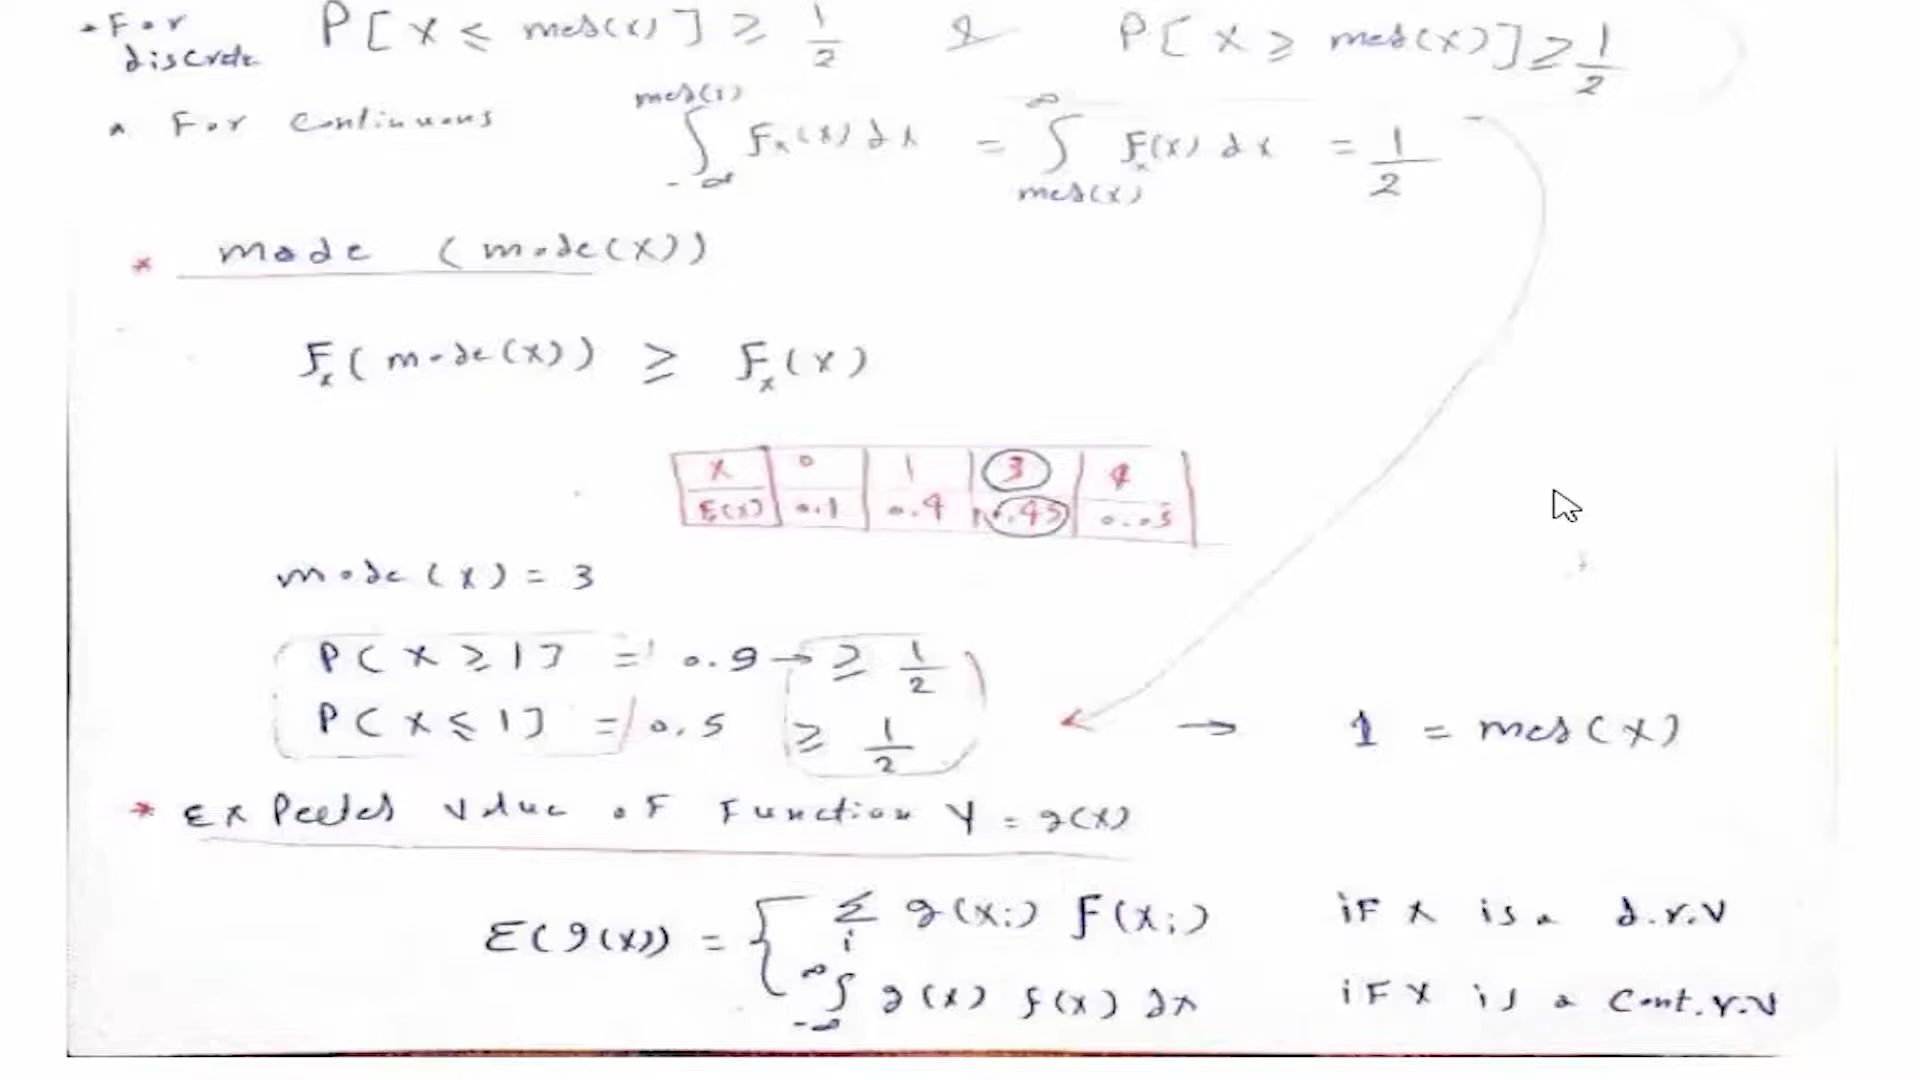 • For discrete P[X ≤ med(x)] ≥ 1/2 & P[X ≥ med(X)] ≥ 1/2
• For continuous ∫_{-∞}^{med(x)} f_x(x) dx = ∫_{med(x)}^{∞} f_x(x) dx = 1/2
* mode (mode(X))
f_x(mode(X)) ≥ f_x(x)
x 0 1 3 4
f(x) 0.1 0.4 0.45 0.05
mode(x) = 3
P(X ≥ 1] = 0.9 → ≥ 1/2
P(X ≤ 1] = 0.5 ≥ 1/2 → 1 = med(X)
* Expected value of Function Y = g(X)
E(g(x)) = { Σ_i g(x_i) f(x_i) if x is a d.r.v
∫_{-∞}^{∞} g(x) f(x) dx if X is a Cont.r.v